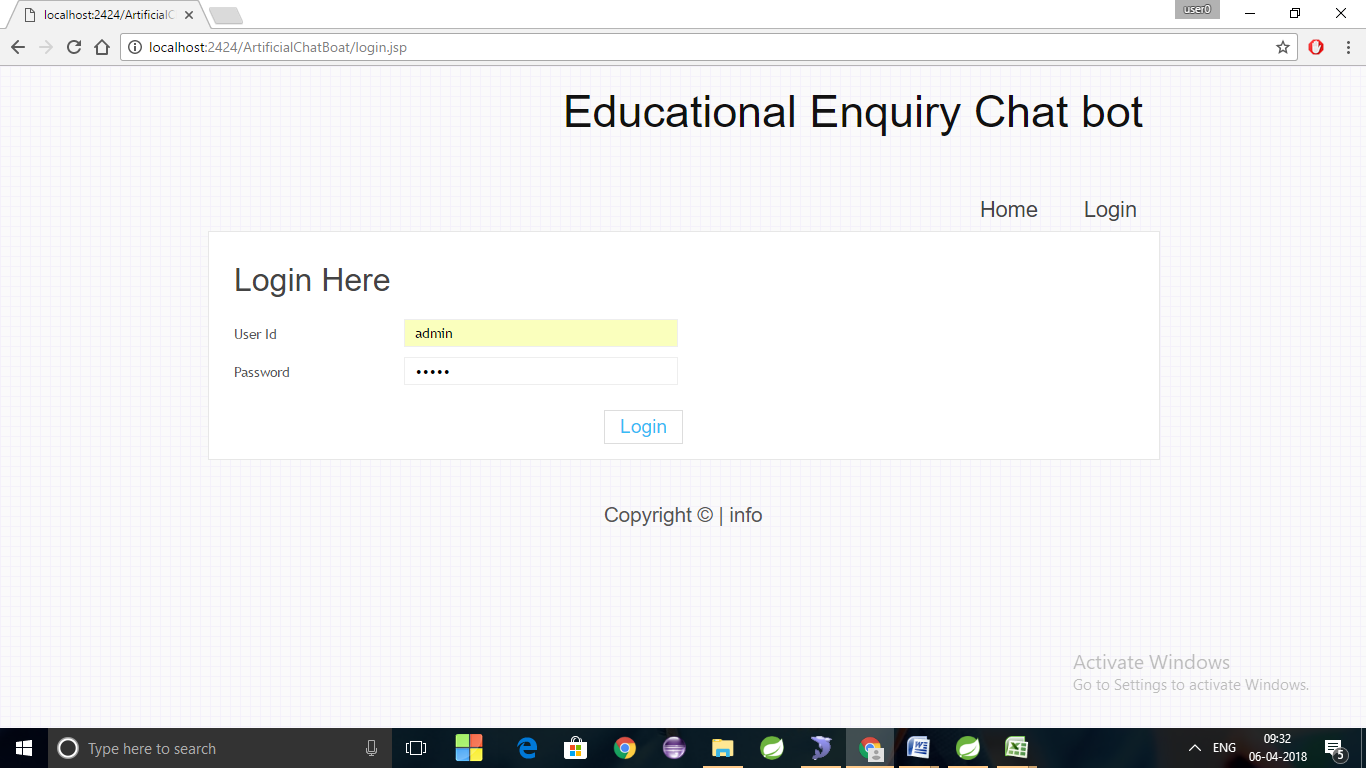 localhost:2424/ArtificialC
user0
localhost:2424/ArtificialChatBoat/login.jsp
Educational Enquiry Chat bot
Home Login
Login Here
User Id admin
Password •••••
Login
Copyright © | info
Activate Windows
Go to Settings to activate Windows.
Type here to search
ENG
09:32
06-04-2018
5